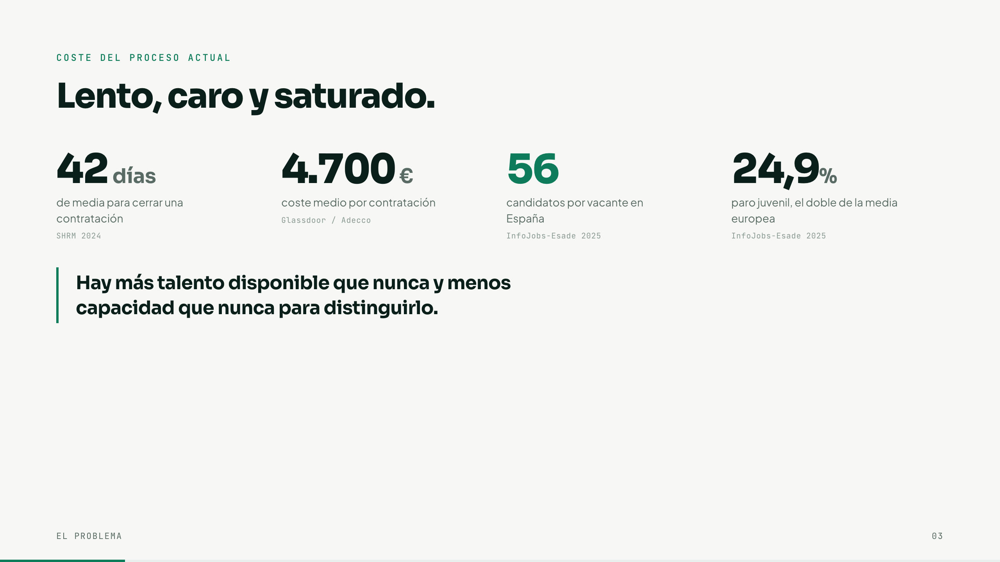 COSTE DEL PROCESO ACTUAL
Lento, caro y saturado.
42 días
de media para cerrar una
contratación
SHRM 2024
4.700 €
coste medio por contratación
Glassdoor / Adecco
56
candidatos por vacante en
España
InfoJobs-Esade 2025
24,9%
paro juvenil, el doble de la media
europea
InfoJobs-Esade 2025
Hay más talento disponible que nunca y menos
capacidad que nunca para distinguirlo.
EL PROBLEMA
03